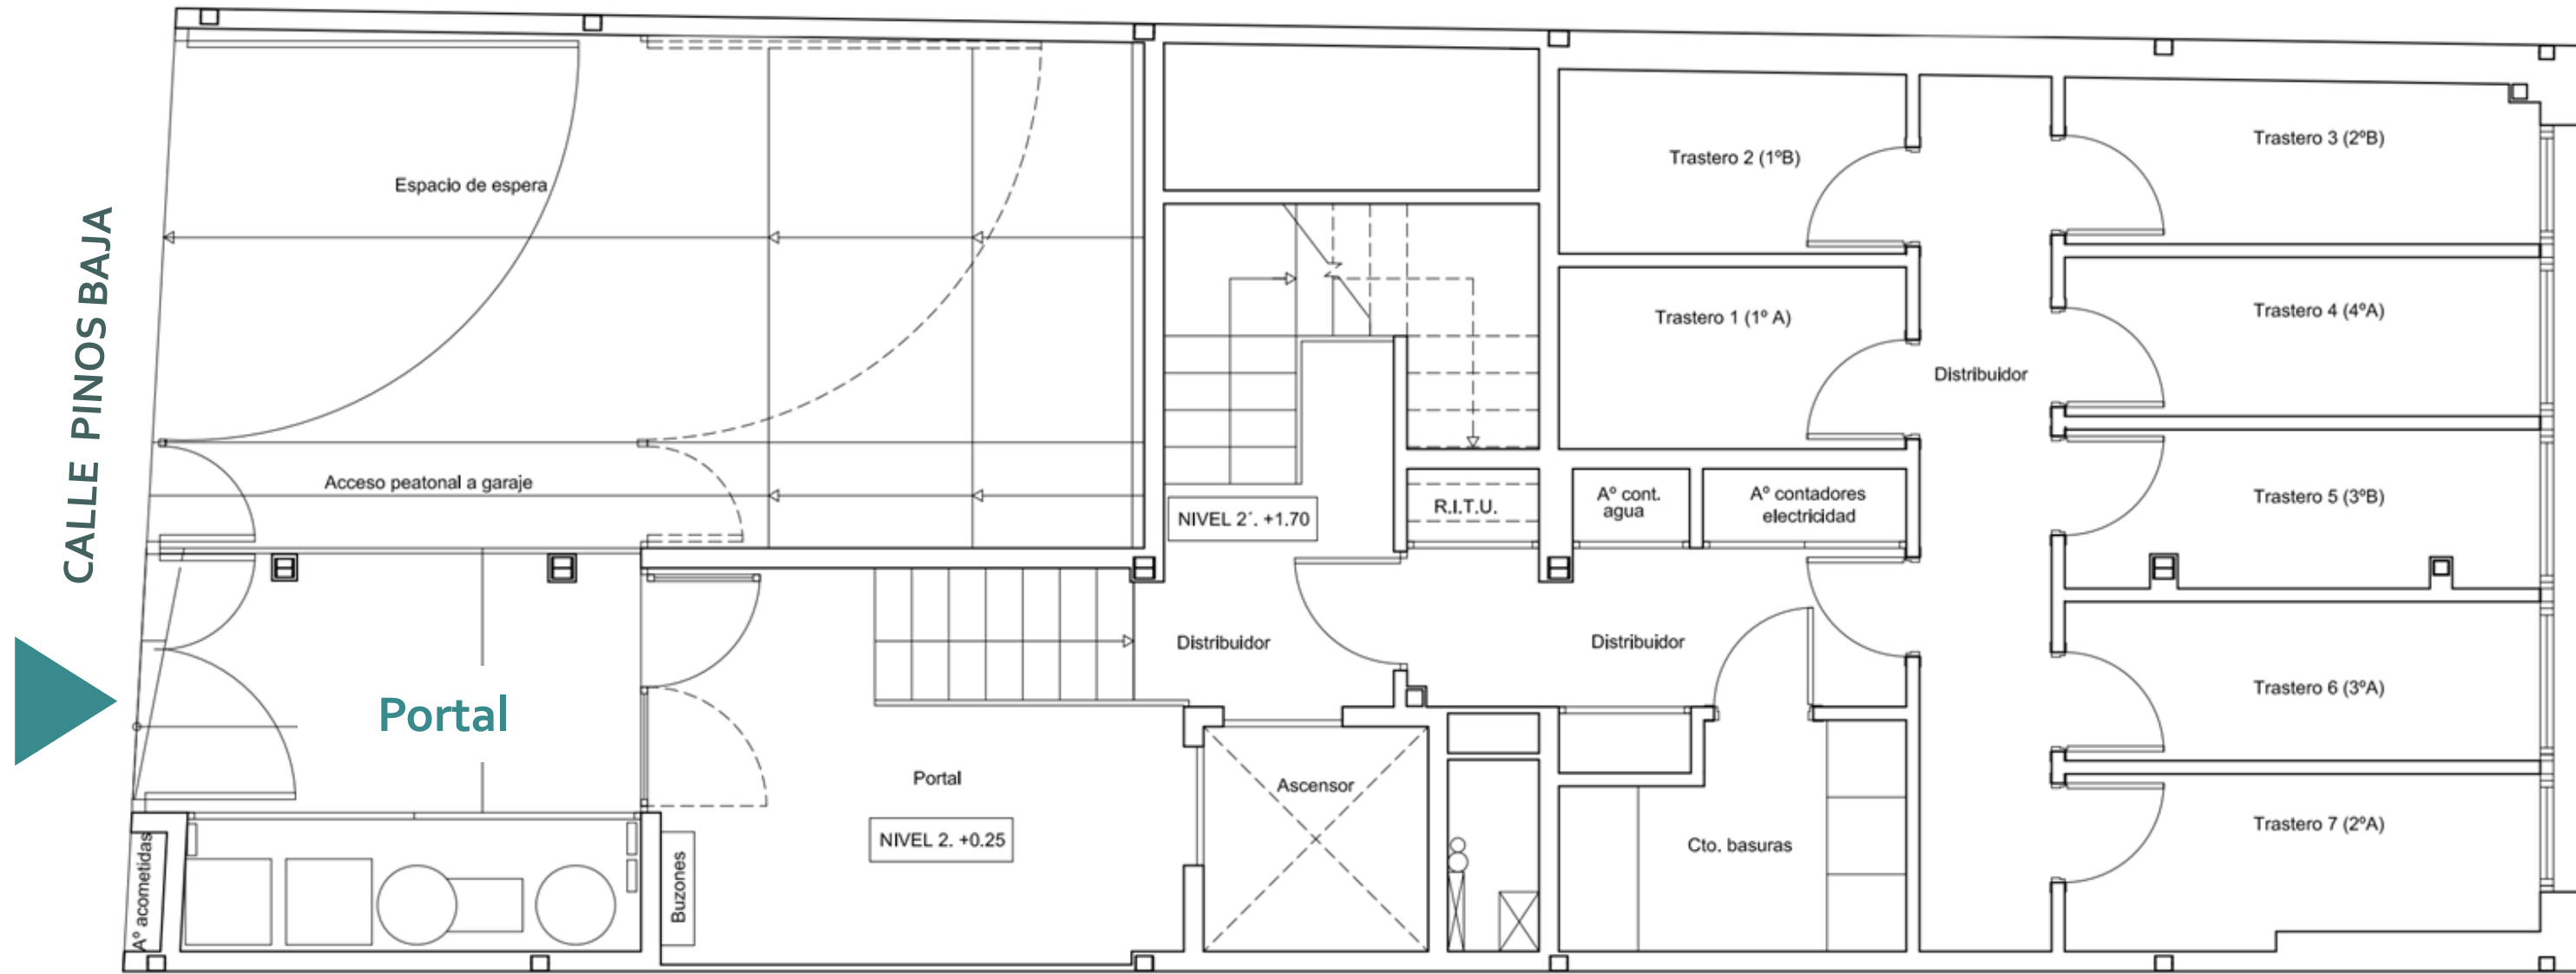 CALLE PINOS BAJA
Espacio de espera
Acceso peatonal a garaje
Portal
Aº acometidas
Buzones
Portal
NIVEL 2. +0.25
NIVEL 2´. +1.70
Distribuidor
Ascensor
R.I.T.U.
Aº cont.
agua
Aº contadores
electricidad
Distribuidor
Cto. basuras
Trastero 2 (1ºB)
Trastero 1 (1º A)
Distribuidor
Trastero 3 (2ºB)
Trastero 4 (4ºA)
Trastero 5 (3ºB)
Trastero 6 (3ºA)
Trastero 7 (2ºA)